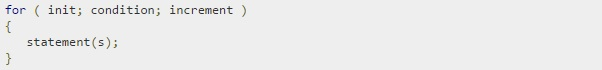 for ( init; condition; increment )
{
   statement(s);
}